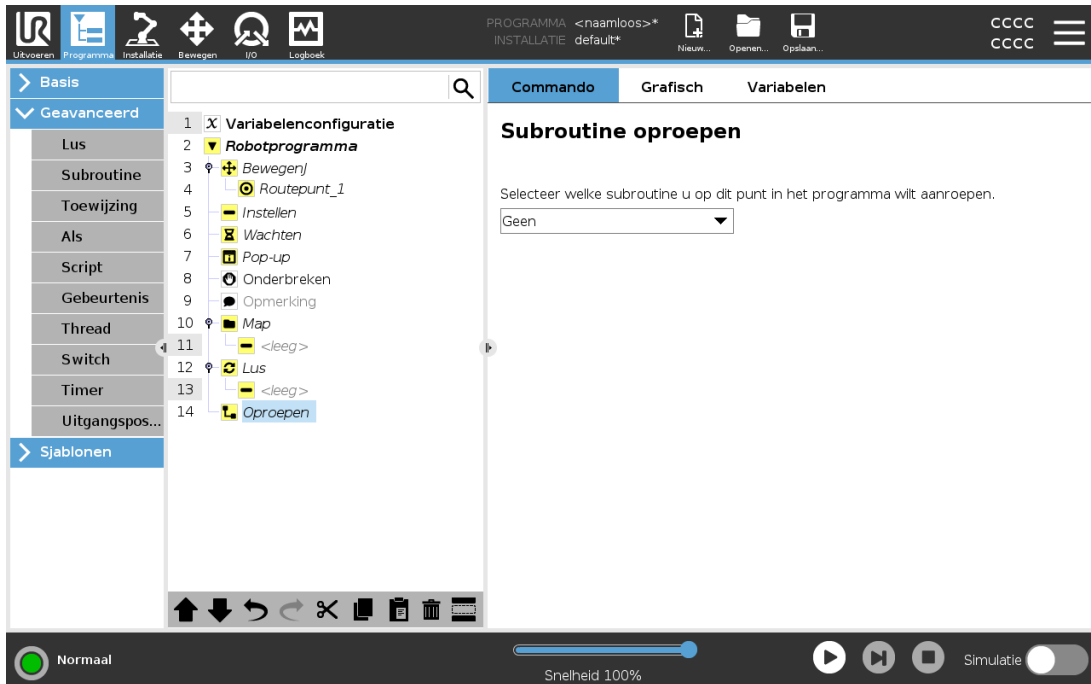 PROGRAMMA <naamloos>*
INSTALLATIE default*
UR
Uitvoeren Programma Installatie Bewegen I/O Logboek
Nieuw... Openen... Opslaan...
CCCC
CCCC
Basis
Geavanceerd
Lus
Subroutine
Toewijzing
Als
Script
Gebeurtenis
Thread
Switch
Timer
Uitgangspos...
Sjablonen
1 x Variabelenconfiguratie
2 Robotprogramma
3 BewegenJ
4 Routepunt_1
5 Instellen
6 Wachten
7 Pop-up
8 Onderbreken
9 Opmerking
10 Map
11 <leeg>
12 Lus
13 <leeg>
14 Oproepen
Commando Grafisch Variabelen
Subroutine oproepen
Selecteer welke subroutine u op dit punt in het programma wilt aanroepen.
Geen
Normaal
Snelheid 100%
Simulatie